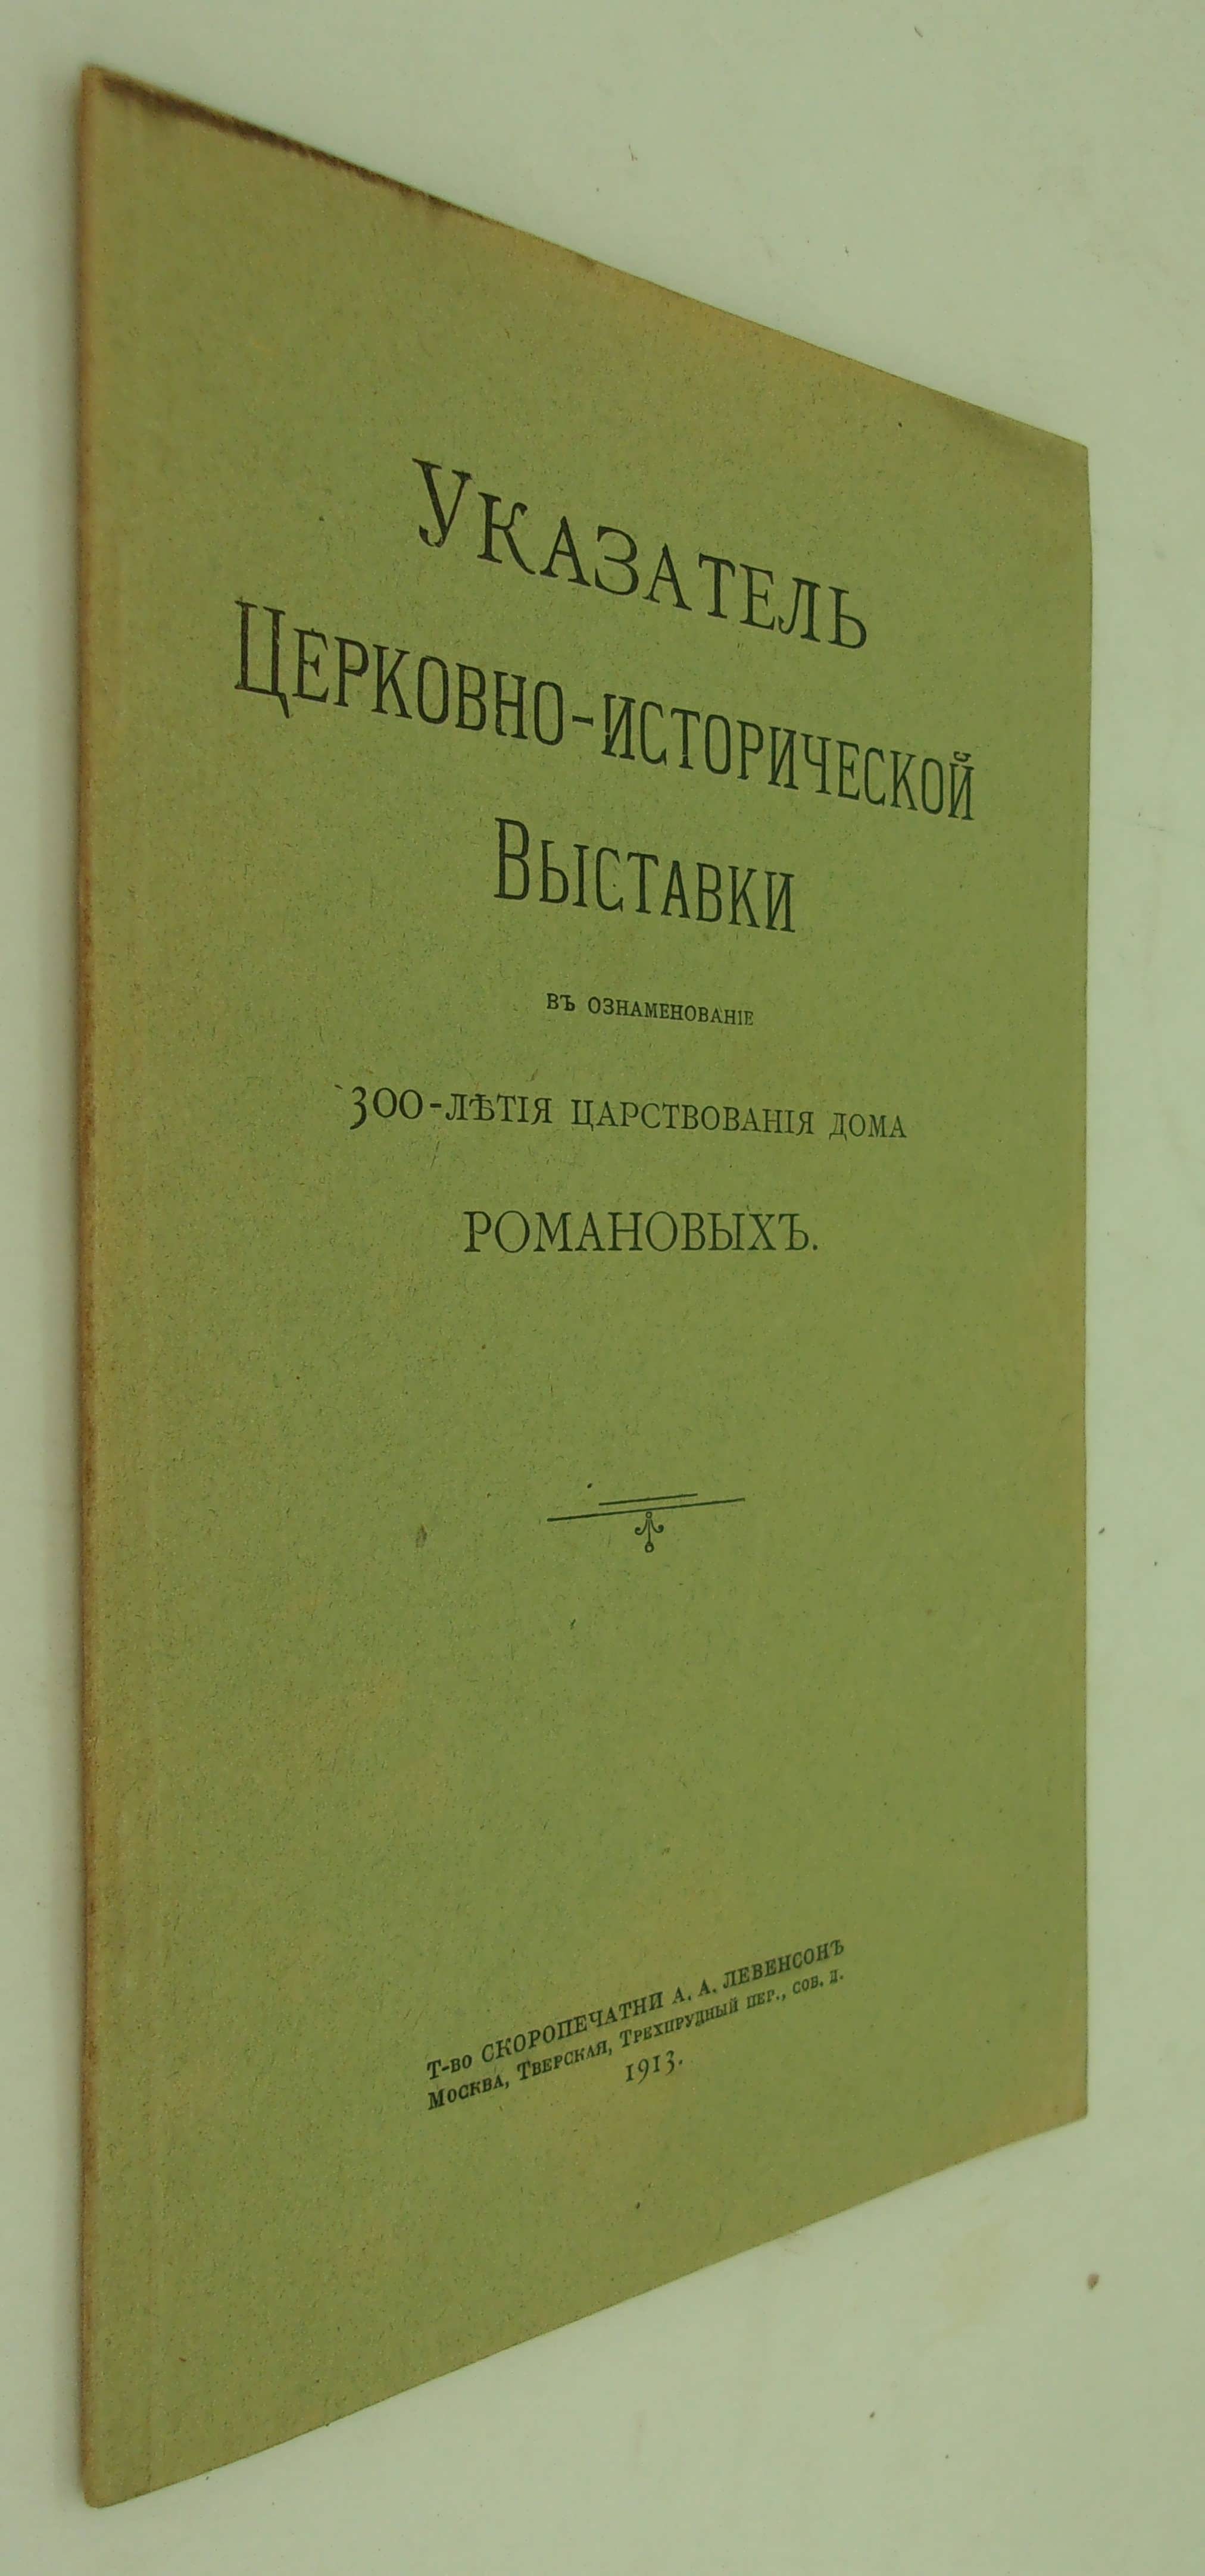 Указатель
Церковно-исторической
Выставки
въ ознаменованіе
300-лѣтія царствованія дома
Романовыхъ.
Т-во СКОРОПЕЧАТНИ А. А. ЛЕВЕНСОНЪ
Москва, Тверская, Трехпрудный пер., соб. д.
1913.